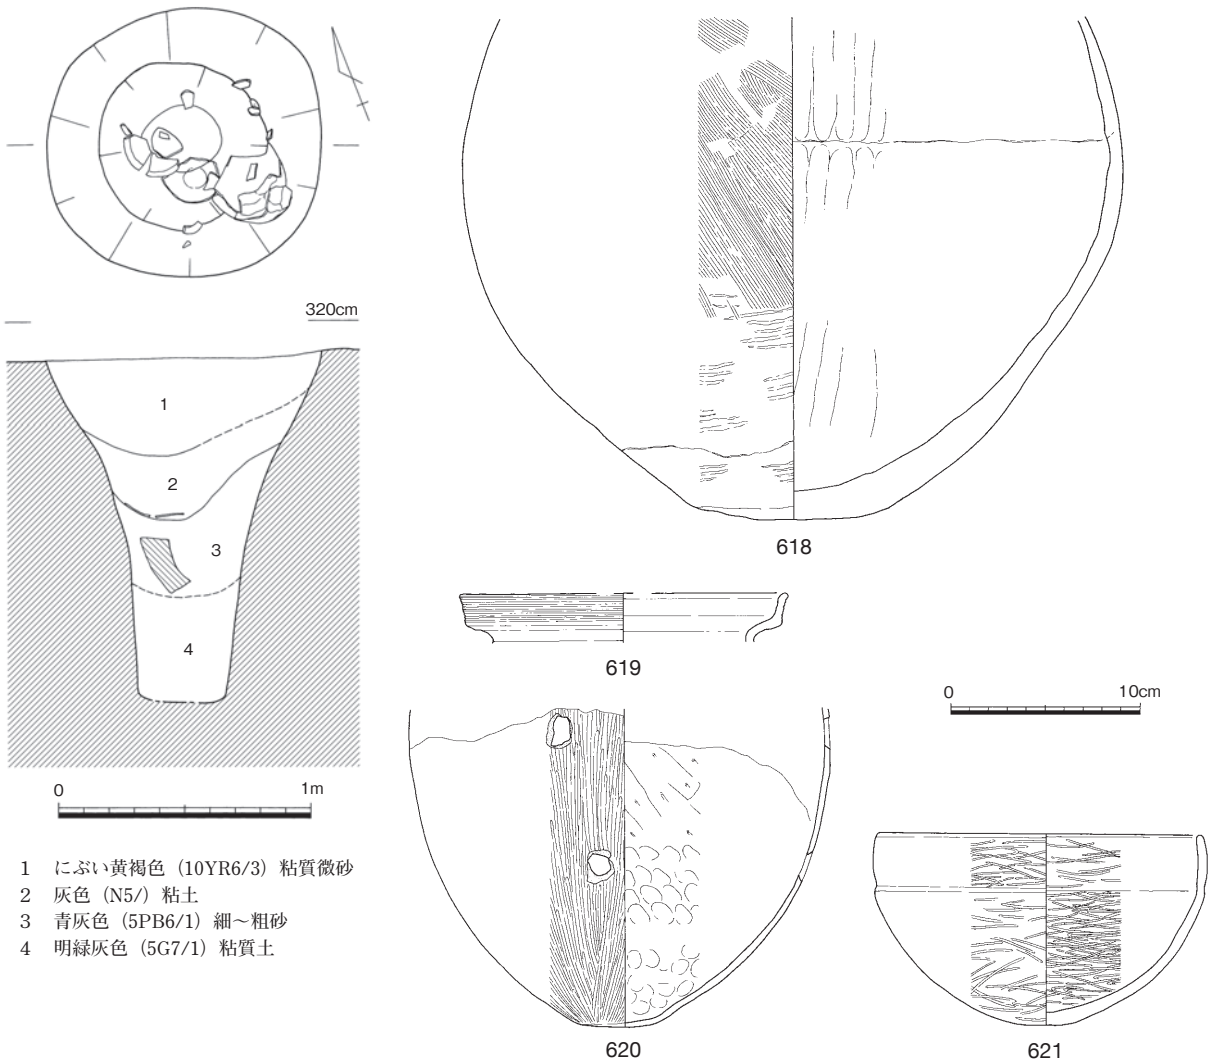 320cm
1
2
3
4
0 1m
1 にぶい黄褐色（10YR6/3）粘質微砂
2 灰色（N5/）粘土
3 青灰色（5PB6/1）細～粗砂
4 明緑灰色（5G7/1）粘質土
618
619
0 10cm
620
621